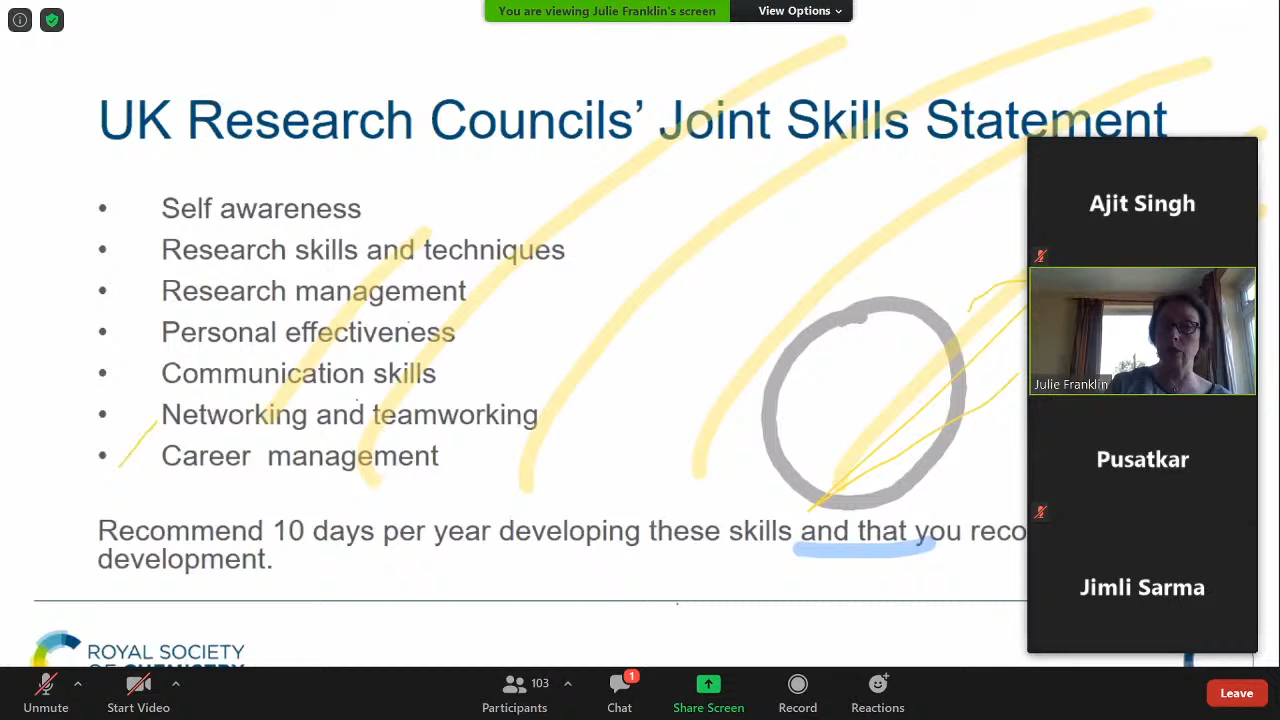 You are viewing Julie Franklin's screen
View Options
UK Research Councils' Joint Skills Statement
• Self awareness
• Research skills and techniques
• Research management
• Personal effectiveness
• Communication skills
• Networking and teamworking
• Career management
Recommend 10 days per year developing these skills and that you reco
development.
ROYAL SOCIETY
OF CHEMISTRY
Ajit Singh
Julie Franklin
Pusatkar
Jimli Sarma
Unmute
Start Video
103
Participants
1
Chat
Share Screen
Record
Reactions
Leave